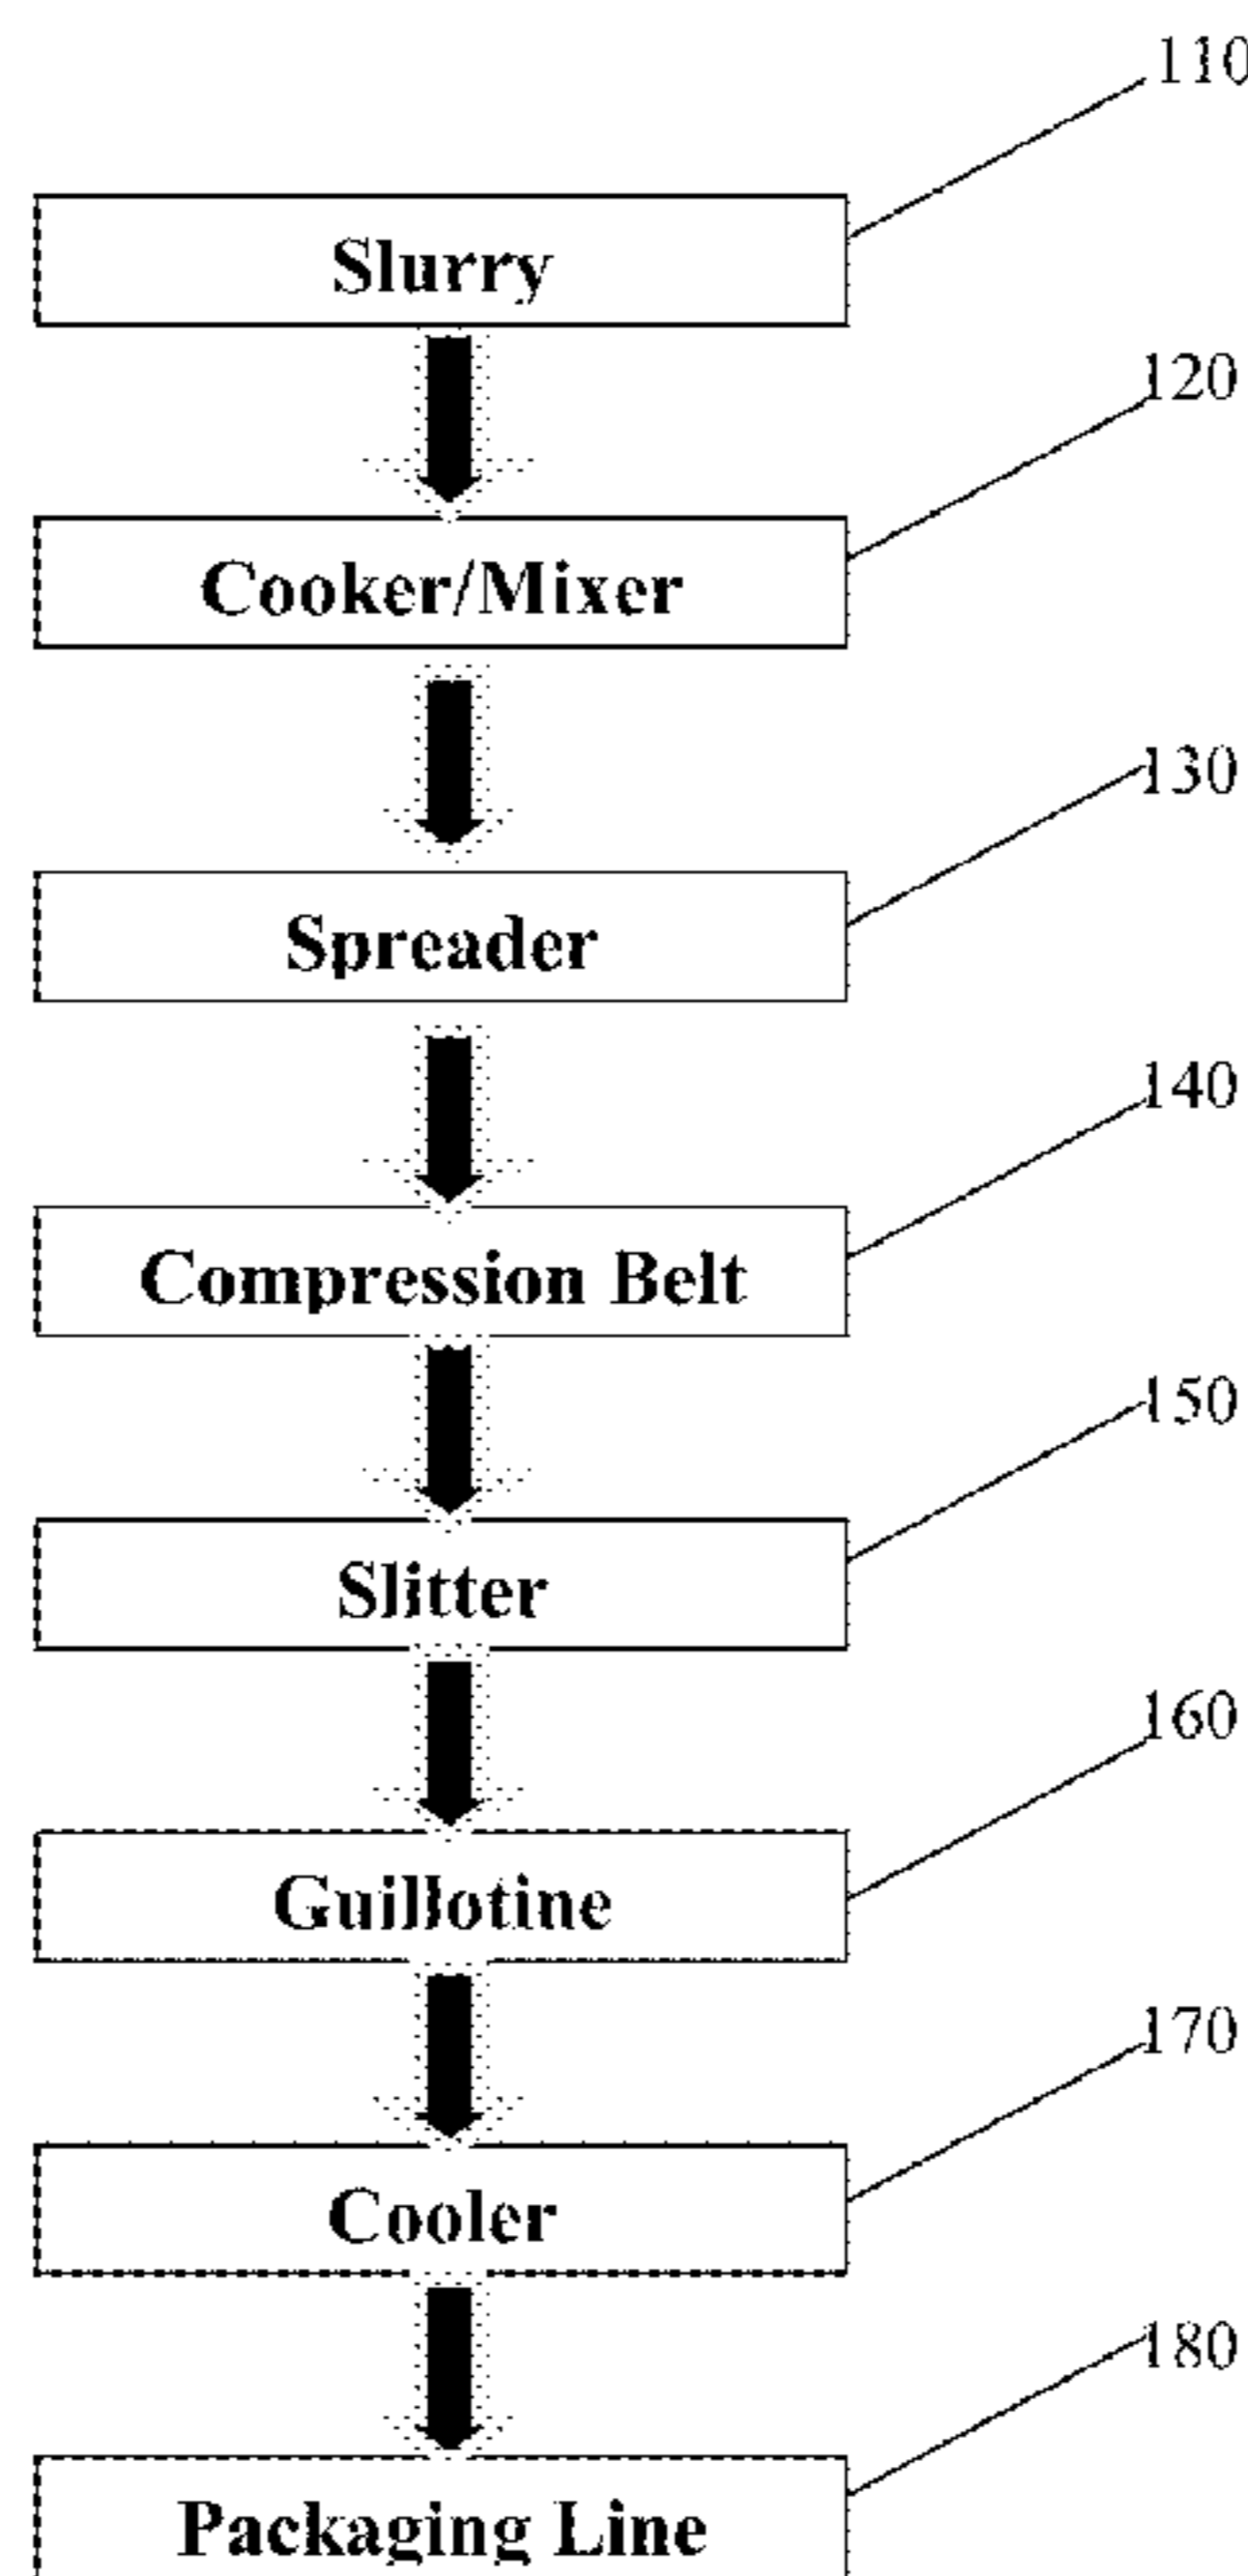 110
Slurry
120
Cooker/Mixer
130
Spreader
140
Compression Belt
150
Slitter
160
Guillotine
170
Cooler
180
Packaging Line